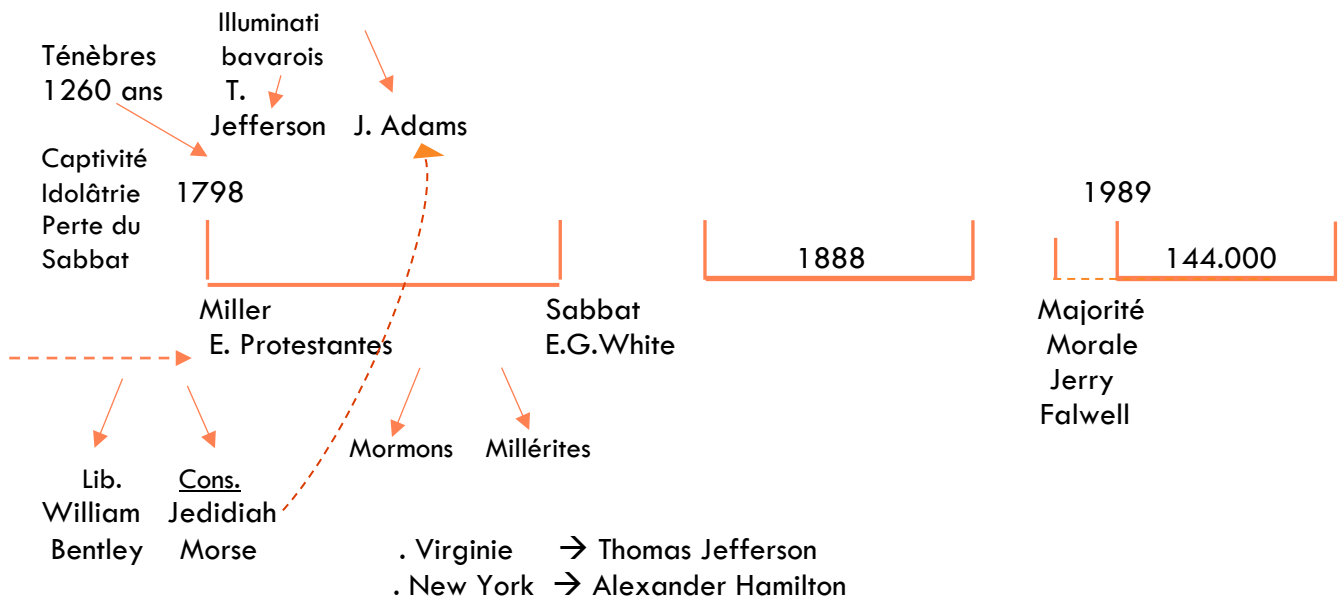 Illuminati
bavarois
Ténèbres
1260 ans
T.
Jefferson
J. Adams
Captivité
Idolâtrie
Perte du
Sabbat
1798
1989
1888
144.000
Miller
E. Protestantes
Sabbat
E.G.White
Majorité
Morale
Jerry
Falwell
Mormons
Millérites
Lib.
William
Bentley
Cons.
Jedidiah
Morse
. Virginie → Thomas Jefferson
. New York → Alexander Hamilton